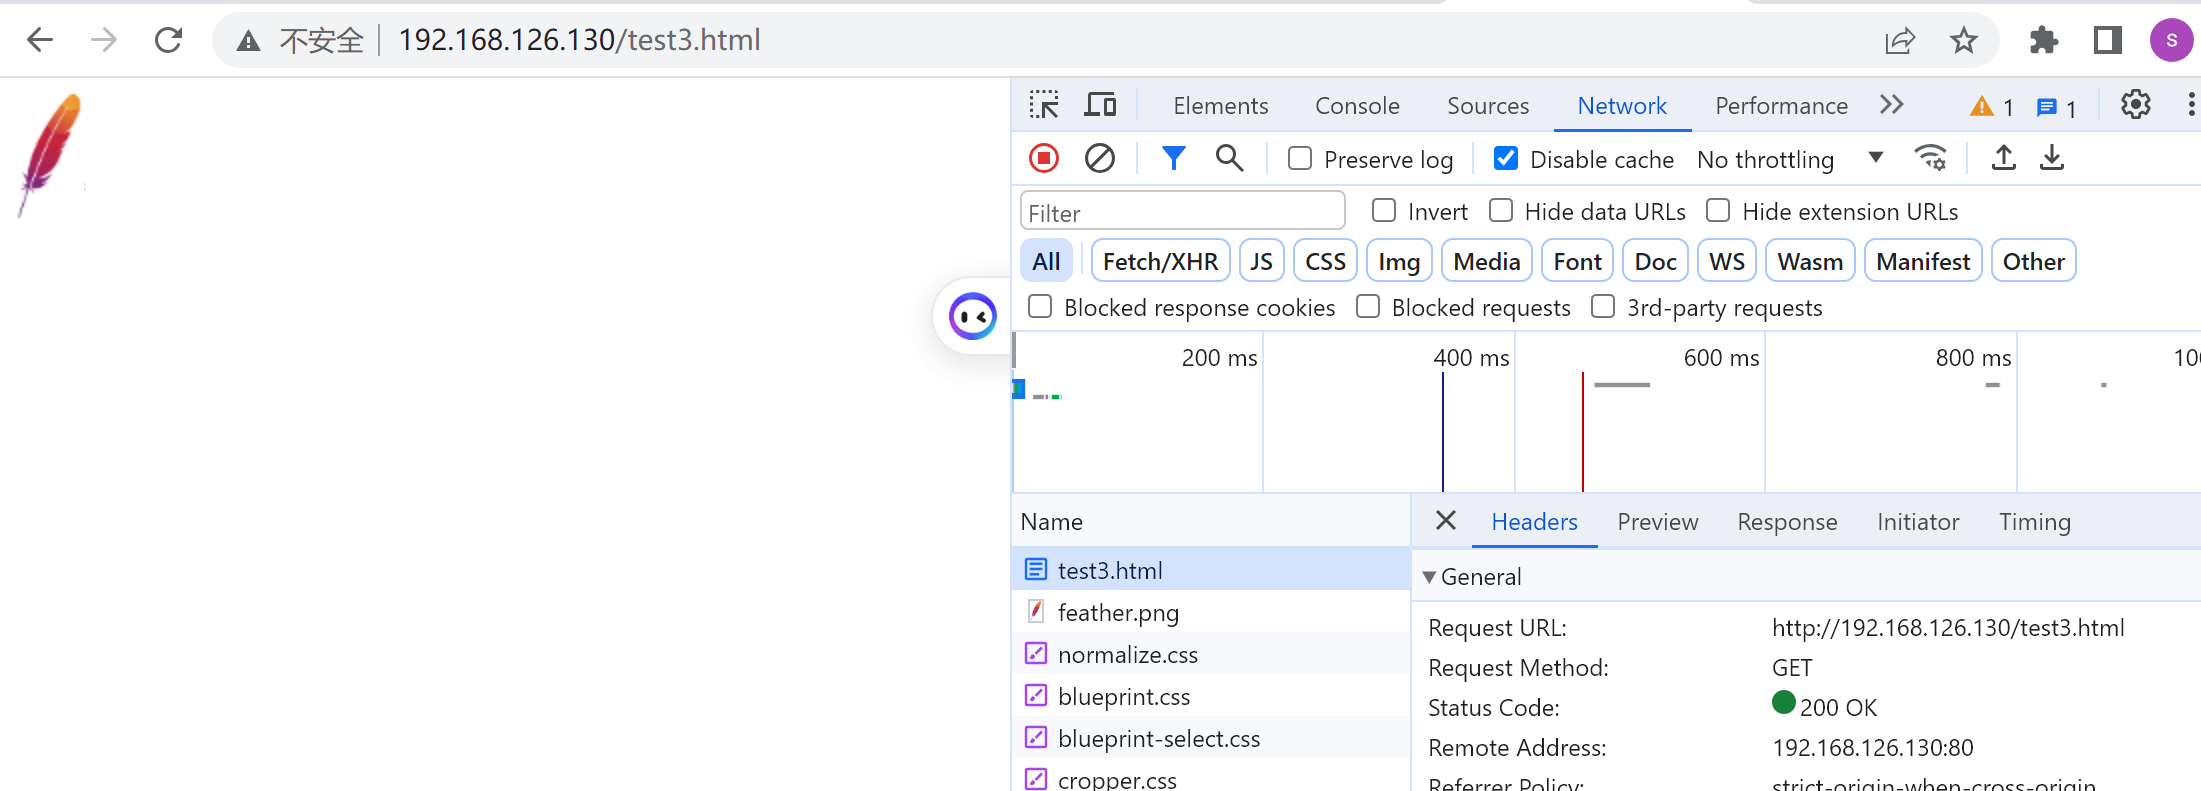 不安全 192.168.126.130/test3.html
S
Elements Console Sources Network Performance 1 1
Preserve log Disable cache No throttling
Filter Invert Hide data URLs Hide extension URLs
All Fetch/XHR JS CSS Img Media Font Doc WS Wasm Manifest Other
Blocked response cookies Blocked requests 3rd-party requests
200 ms 400 ms 600 ms 800 ms 100
Name Headers Preview Response Initiator Timing
test3.html General
feather.png
Request URL: http://192.168.126.130/test3.html
normalize.css
Request Method: GET
blueprint.css
Status Code: 200 OK
blueprint-select.css
Remote Address: 192.168.126.130:80
cropper.css
Referrer Policy: strict-origin-when-cross-origin